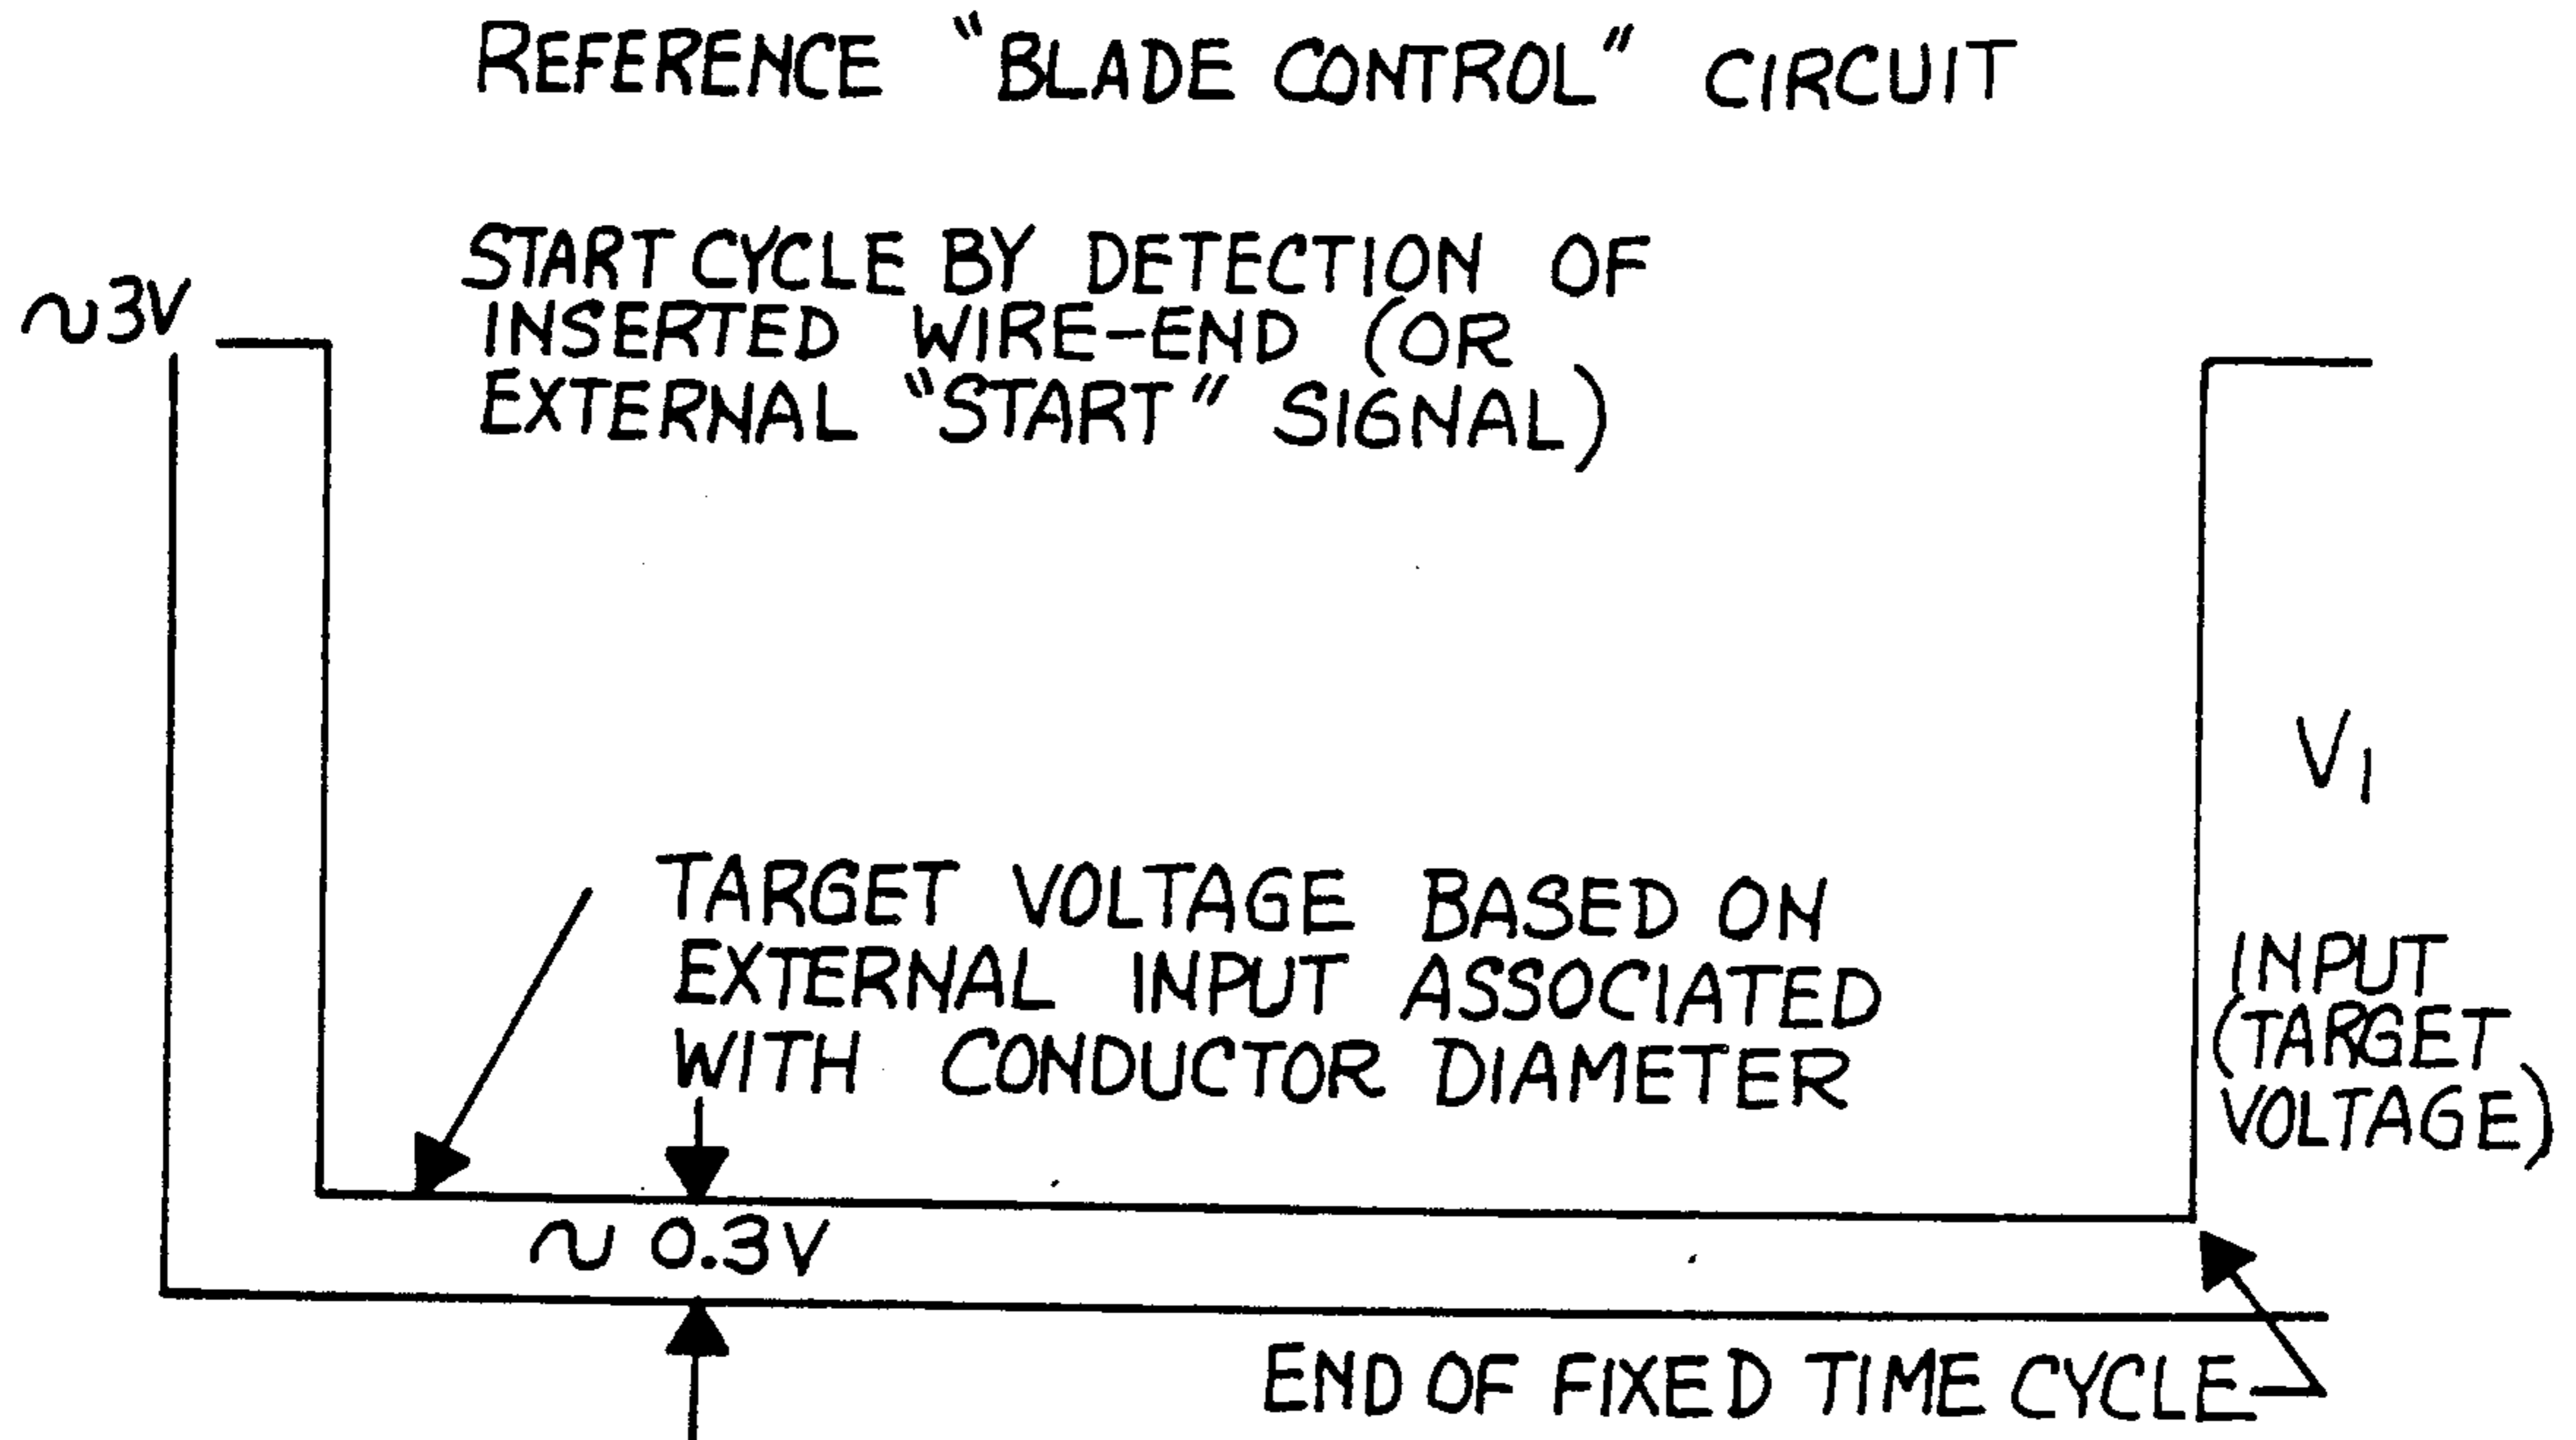 REFERENCE "BLADE CONTROL" CIRCUIT
START CYCLE BY DETECTION OF
INSERTED WIRE-END (OR
EXTERNAL "START" SIGNAL)
~3V
V1
TARGET VOLTAGE BASED ON
EXTERNAL INPUT ASSOCIATED
WITH CONDUCTOR DIAMETER
INPUT
(TARGET
VOLTAGE)
~ 0.3V
END OF FIXED TIME CYCLE